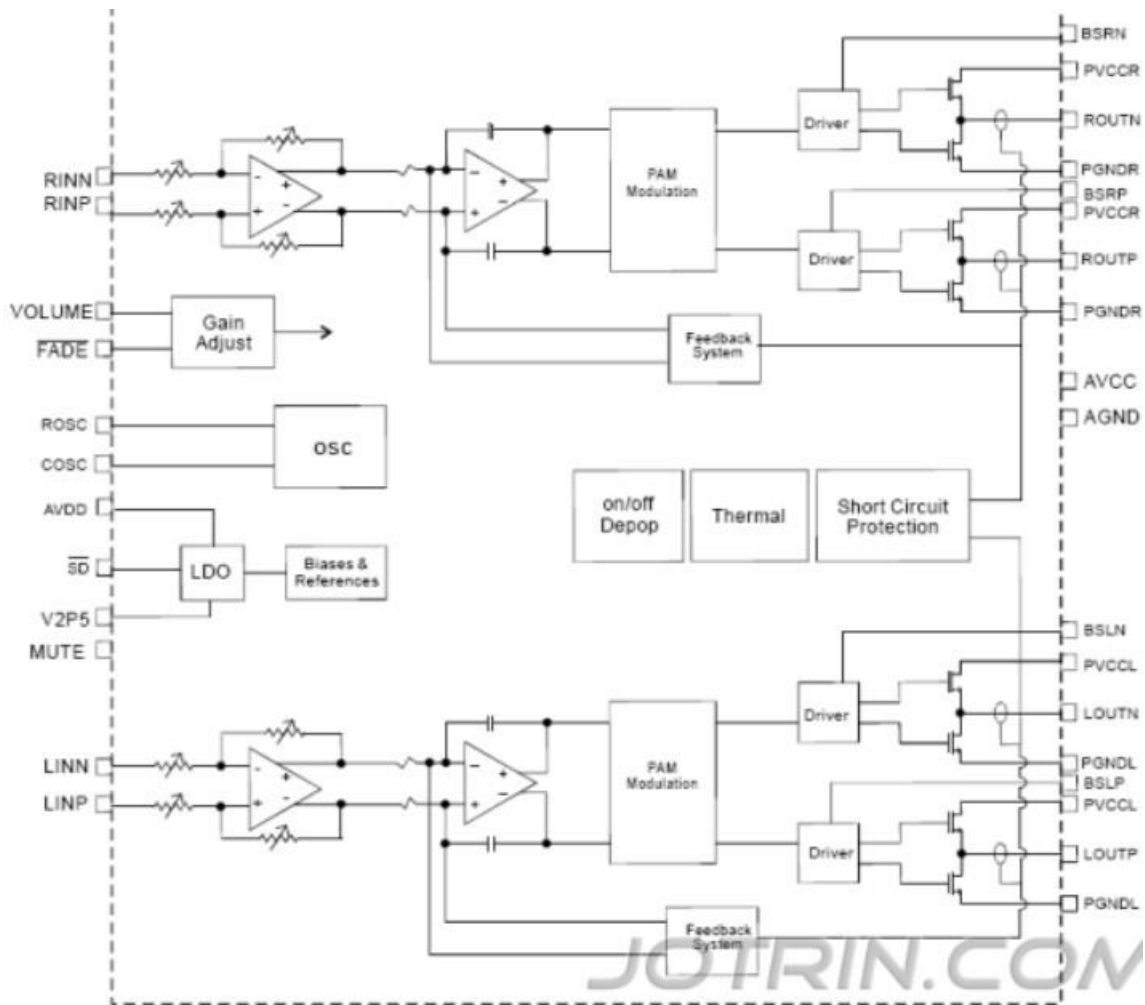 BSRN
PVCCR
Driver
ROUTN
PAM
Modulation
RINN
RINP
-
+
+
-
-
+
+
-
PGNDR
BSRP
PVCCR
Driver
ROUTP
VOLUME
FADE
Gain
Adjust
PGNDR
Feedback
System
AVCC
AGND
ROSC
COSC
OSC
AVDD
SD
V2P5
LDO
Biases &
References
on/off
Depop
Thermal
Short Circuit
Protection
MUTE
BSLN
PVCCL
Driver
LOUTN
PAM
Modulation
LINN
LINP
-
+
+
-
-
+
+
-
PGNDL
BSLP
PVCCL
Driver
LOUTP
PGNDL
Feedback
System
JOTRIN.COM